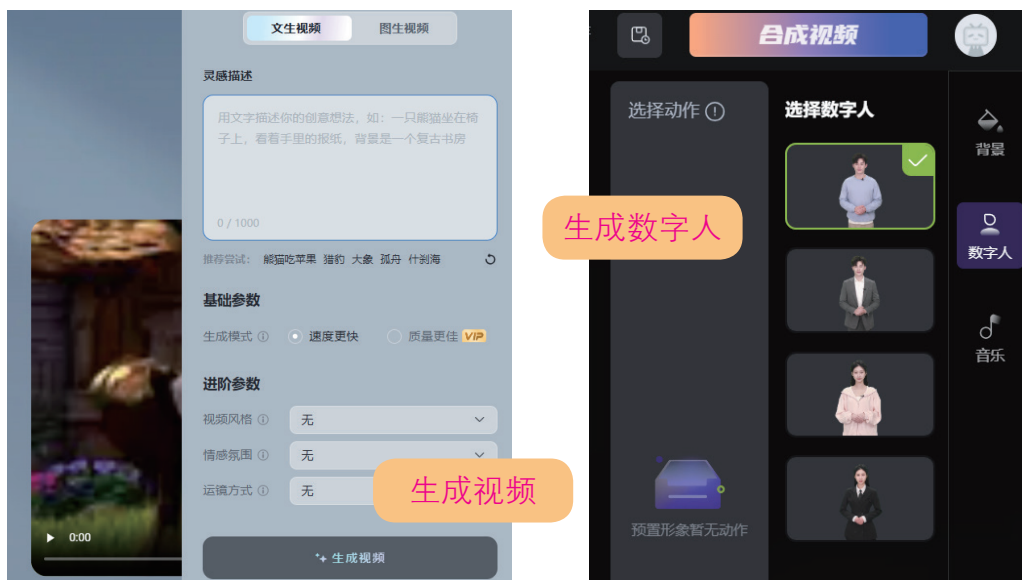 文生视频 图生视频
灵感描述
用文字描述你的创意想法，如：一只熊猫坐在椅
子上，看看手里的报纸，背景是一个复古书房
0 / 1000
推荐尝试： 熊猫吃苹果 猎豹 大象 孤舟 什刹海
基础参数
生成模式 速度更快 质量更佳 VIP
进阶参数
视频风格 无
情感氛围 无
运镜方式 无
生成视频
0:00
生成视频
合成视频
选择动作
选择数字人
生成数字人
预置形象暂无动作
背景
数字人
音乐